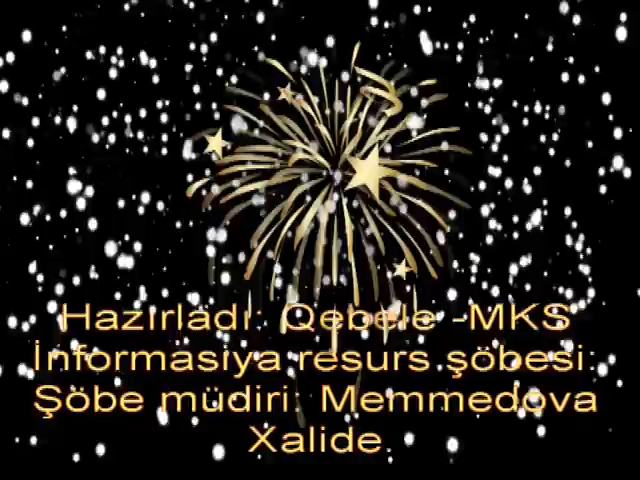 Hazırladı: Qebele -MKS
İnformasiya resurs şöbesi:
Şöbe müdiri: Memmedova
Xalide.